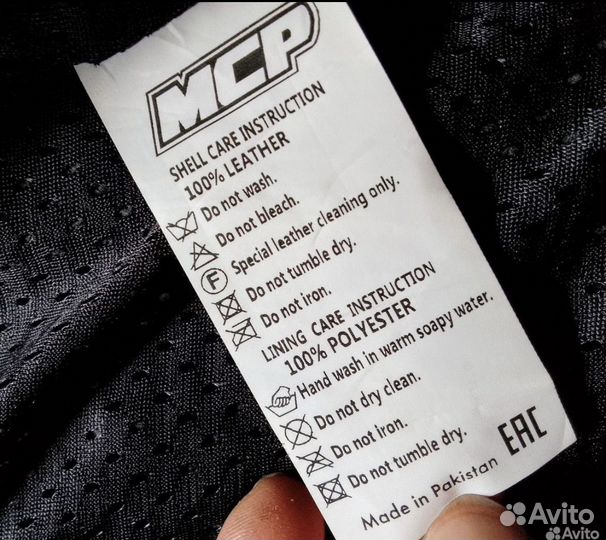 MCP
SHELL CARE INSTRUCTION
100% LEATHER
Do not wash.
Do not bleach.
F Special leather cleaning only.
Do not tumble dry.
Do not iron.
LINING CARE INSTRUCTION
100% POLYESTER
Hand wash in warm soapy water.
Do not dry clean.
Do not iron.
Do not tumble dry.
Made in Pakistan
EAC
Avito
Avito